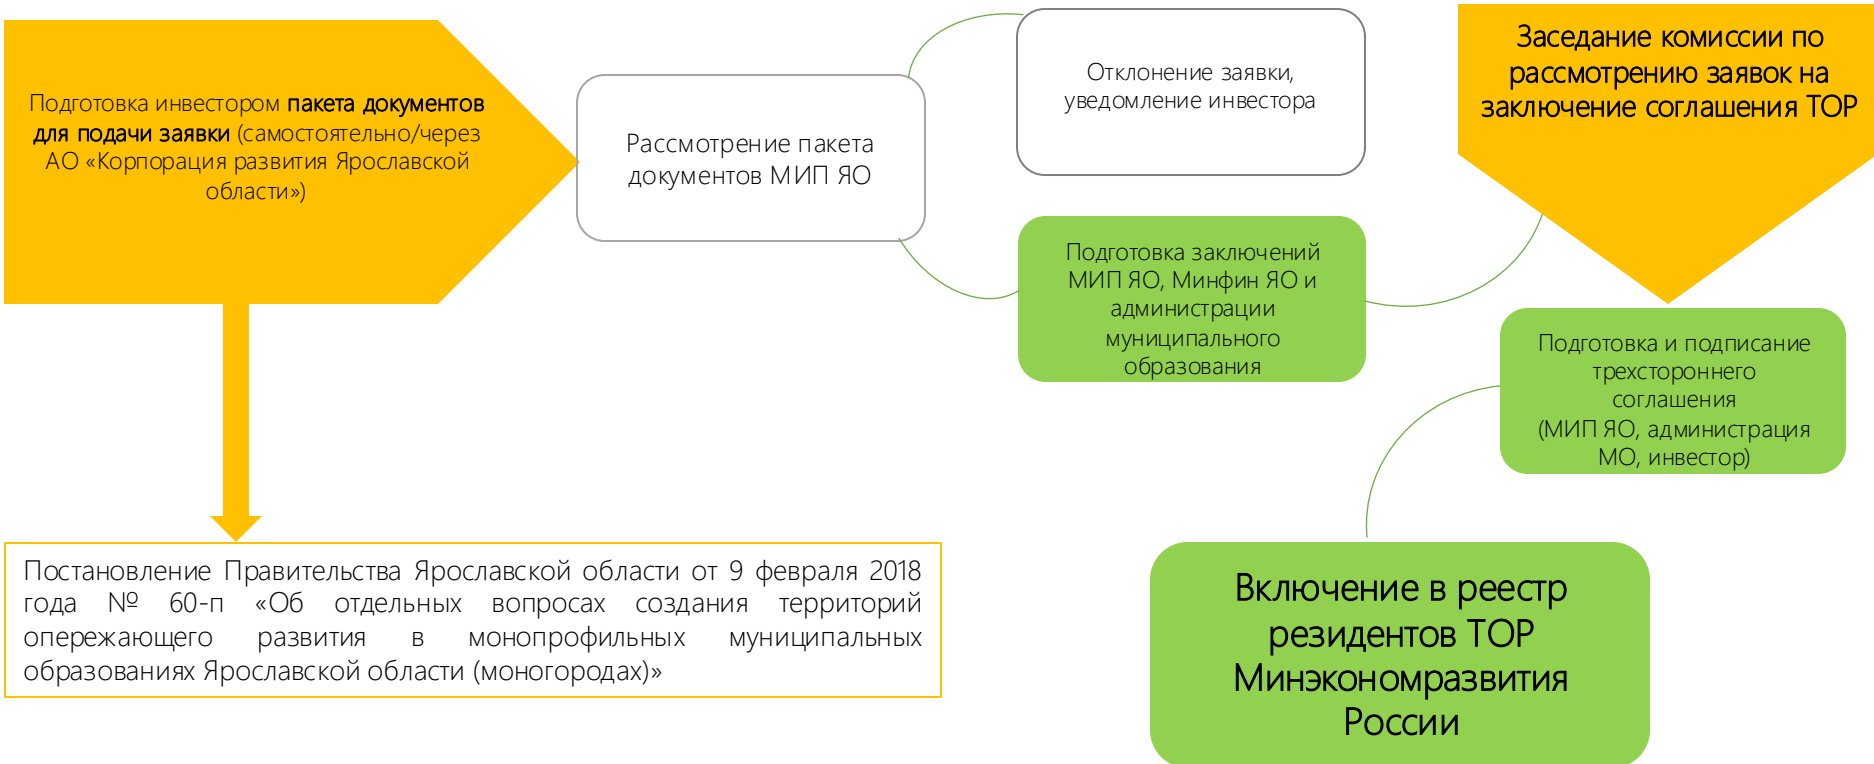 Подготовка инвестором пакета документов
для подачи заявки (самостоятельно/через
АО «Корпорация развития Ярославской
области»)
Рассмотрение пакета
документов МИП ЯО
Отклонение заявки,
уведомление инвестора
Подготовка заключений
МИП ЯО, Минфин ЯО и
администрации
муниципального
образования
Заседание комиссии по
рассмотрению заявок на
заключение соглашения ТОР
Подготовка и подписание
трехстороннего
соглашения
(МИП ЯО, администрация
МО, инвестор)
Включение в реестр
резидентов ТОР
Минэкономразвития
России
Постановление Правительства Ярославской области от 9 февраля 2018
года № 60-п «Об отдельных вопросах создания территорий
опережающего развития в монопрофильных муниципальных
образованиях Ярославской области (моногородах)»